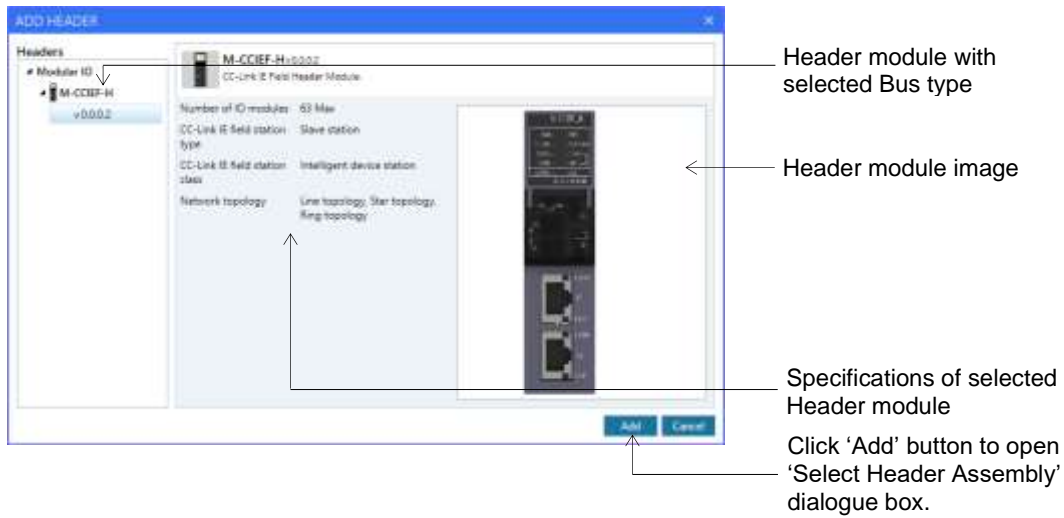 ADD HEADER
Headers
Modular IO
M-CCIEF-H
v0.0.0.2
M-CCIEF-H v0.0.0.2
CC-Link IE Field Header Module
Number of IO modules 63 Max
CC-Link IE field station type Slave station
CC-Link IE field station class Intelligent device station
Network topology Line topology, Star topology,
Ring topology
Add Cancel
Header module with
selected Bus type
Header module image
Specifications of selected
Header module
Click ‘Add’ button to open
‘Select Header Assembly’
dialogue box.